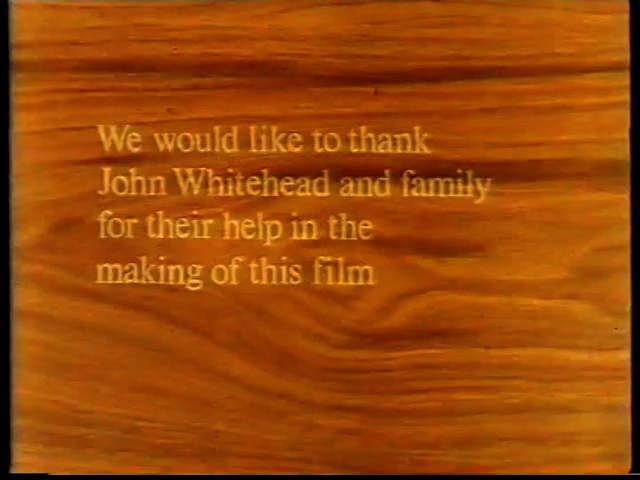 We would like to thank
John Whitehead and family
for their help in the
making of this film